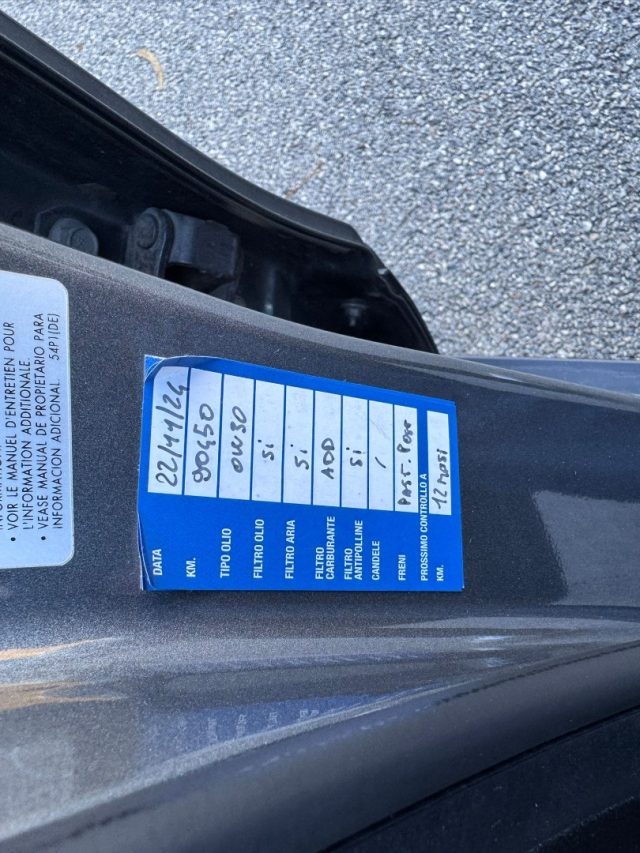 • VOIR LE MANUEL D'ENTRETIEN POUR
L'INFORMATION ADDITIONALE.
• VEASE MANUAL DE PROPIETARIO PARA
INFORMACION ADICIONAL. 54P1(DE)
DATA 22/11/24
KM. 90450
TIPO OLIO 0W30
FILTRO OLIO si
FILTRO ARIA si
FILTRO
CARBURANTE ADD
FILTRO
ANTIPOLLINE si
CANDELE /
FRENI PAST. POST
PROSSIMO CONTROLLO A
KM. 12 mesi